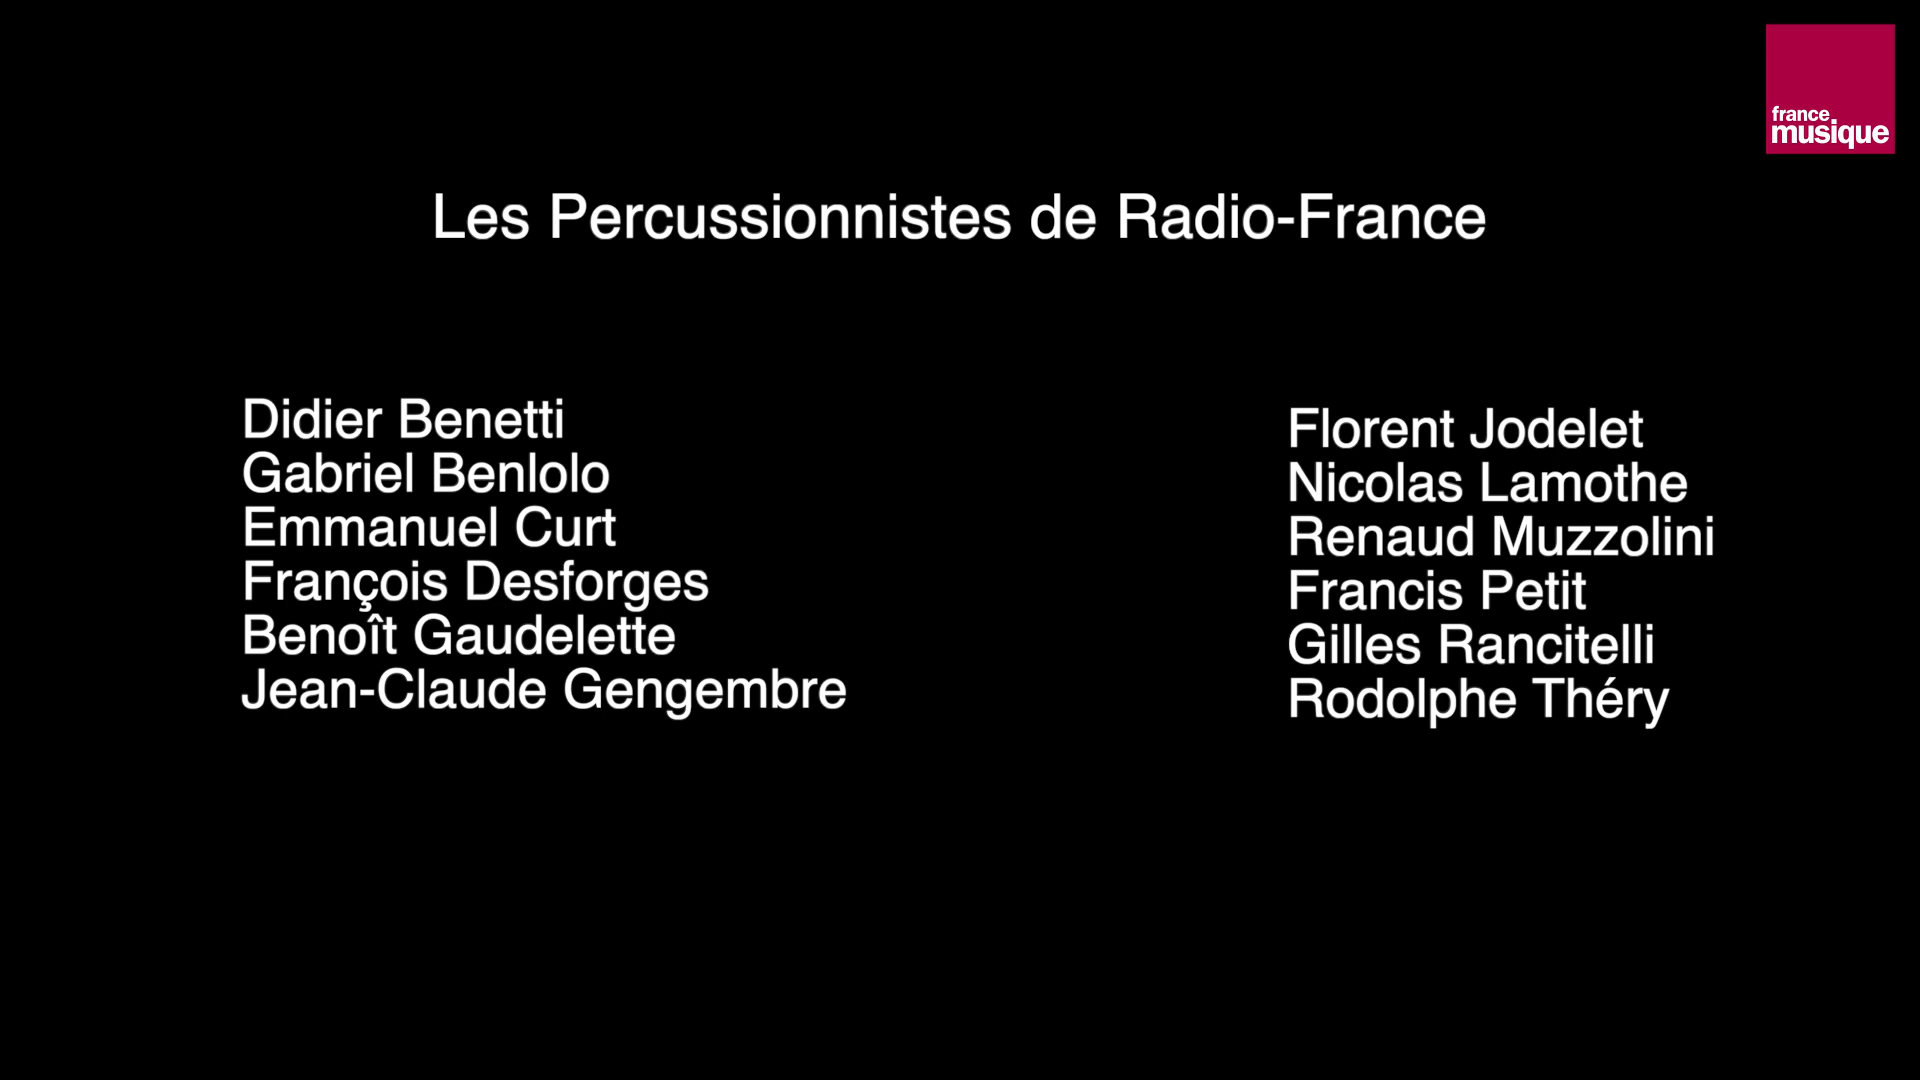 france
musique
Les Percussionnistes de Radio-France
Didier Benetti
Gabriel Benlolo
Emmanuel Curt
François Desforges
Benoît Gaudelette
Jean-Claude Gengembre
Florent Jodelet
Nicolas Lamothe
Renaud Muzzolini
Francis Petit
Gilles Rancitelli
Rodolphe Théry